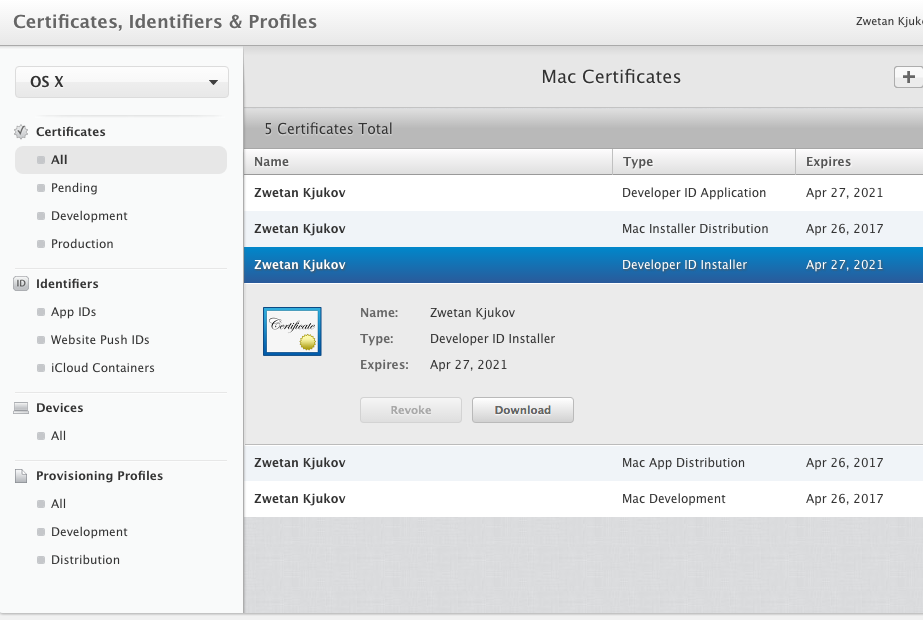 Certificates, Identifiers & Profiles
Zwetan Kjuk
OS X
Certificates
All
Pending
Development
Production
ID Identifiers
App IDs
Website Push IDs
iCloud Containers
Devices
All
Provisioning Profiles
All
Development
Distribution
Mac Certificates
+
5 Certificates Total
Name Type Expires
Zwetan Kjukov Developer ID Application Apr 27, 2021
Zwetan Kjukov Mac Installer Distribution Apr 26, 2017
Zwetan Kjukov Developer ID Installer Apr 27, 2021
Certificate
Name: Zwetan Kjukov
Type: Developer ID Installer
Expires: Apr 27, 2021
Revoke Download
Zwetan Kjukov Mac App Distribution Apr 26, 2017
Zwetan Kjukov Mac Development Apr 26, 2017